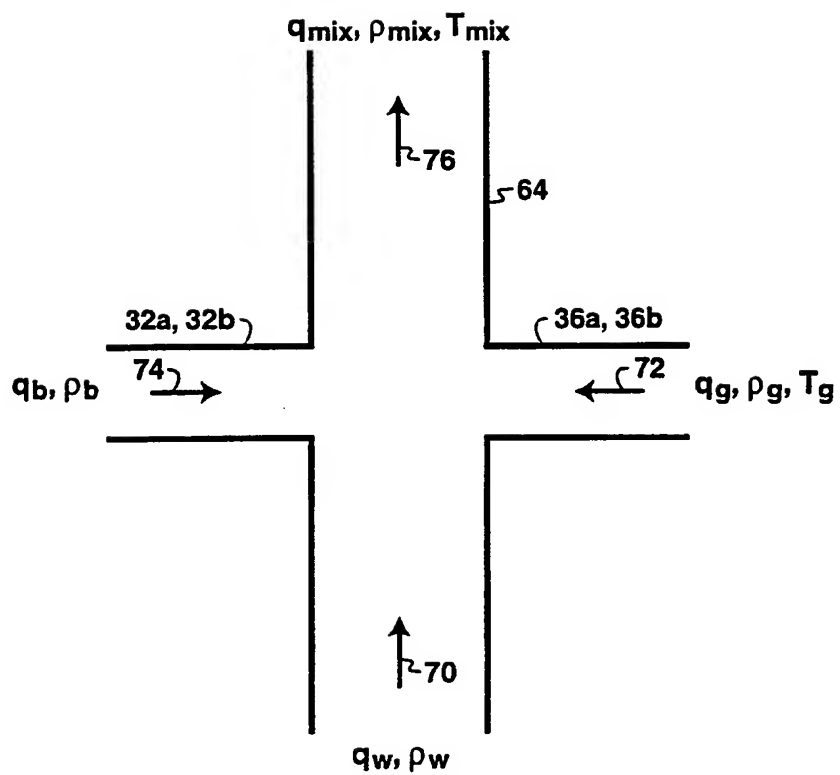 qmix, ρmix, Tmix
76
64
32a, 32b
36a, 36b
74
72
qb, ρb
qg, ρg, Tg
70
qw, ρw